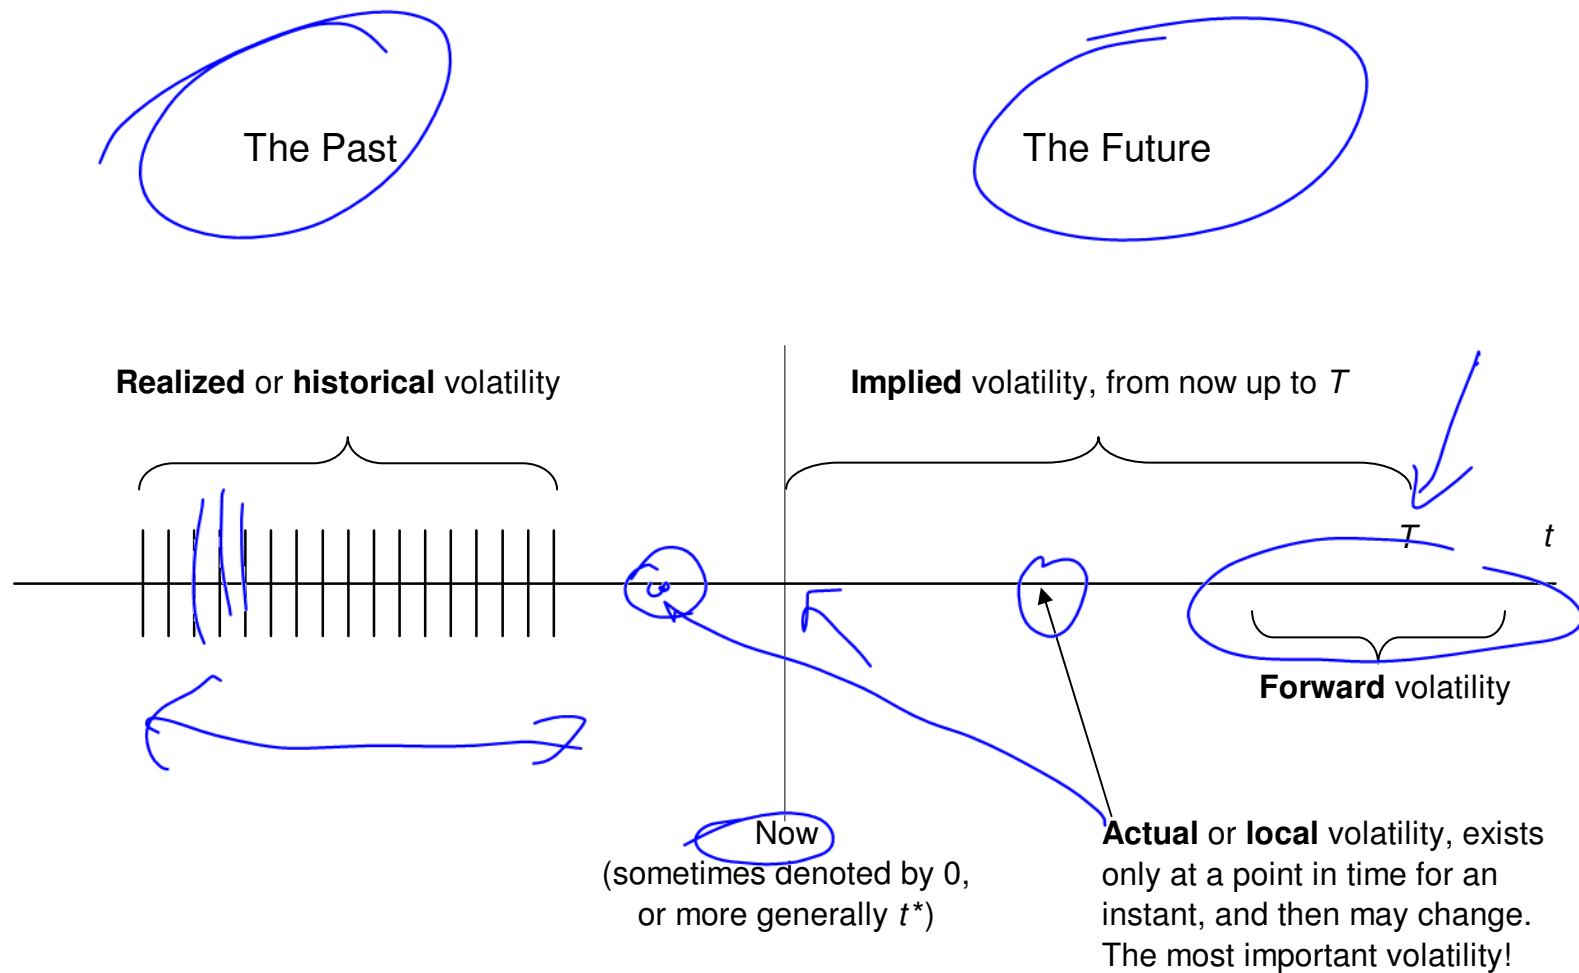 The Past
The Future
Realized or historical volatility
Implied volatility, from now up to T
T
t
Forward volatility
Now
(sometimes denoted by 0,
or more generally t*)
Actual or local volatility, exists
only at a point in time for an
instant, and then may change.
The most important volatility!